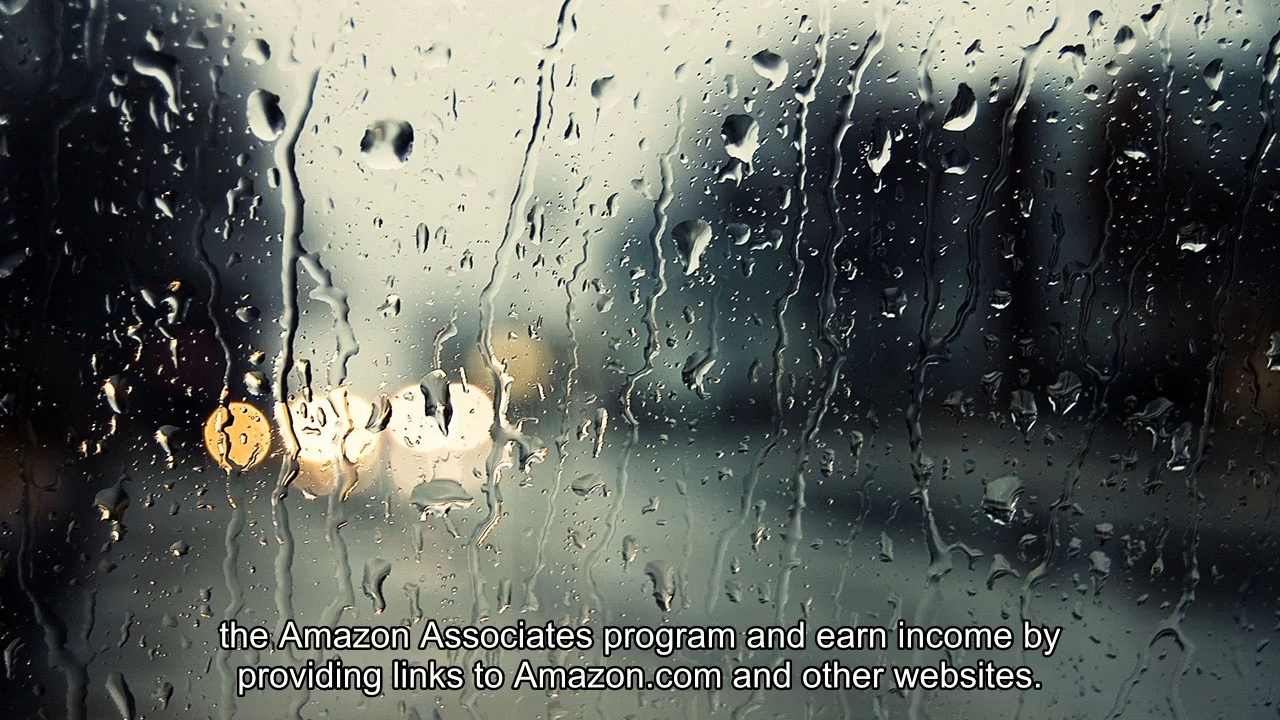 the Amazon Associates program and earn income by
providing links to Amazon.com and other websites.